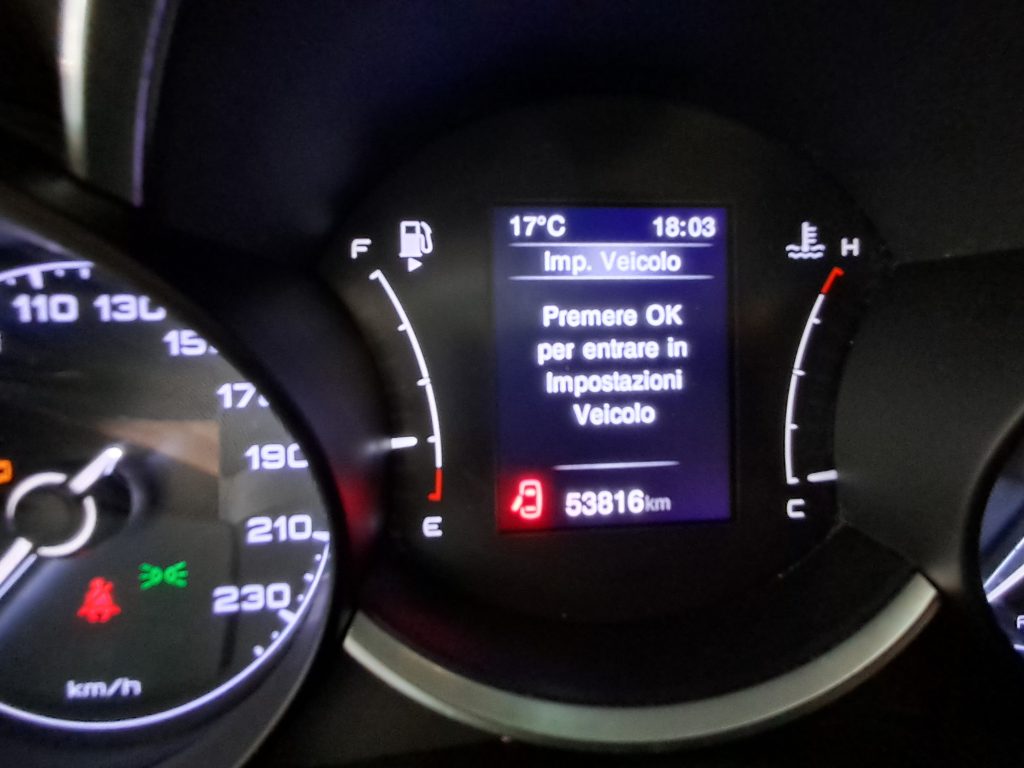 110 130
190
210
230
km/h
F
E
17°C 18:03
Imp. Veicolo
Premere OK
per entrare in
Impostazioni
Veicolo
53816km
H
C